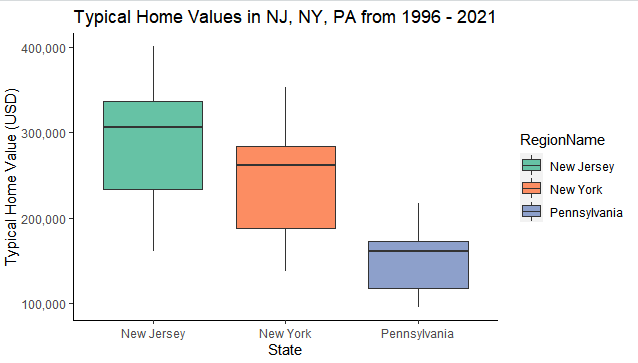 Typical Home Values in NJ, NY, PA from 1996 - 2021
Typical Home Value (USD)
400,000
300,000
200,000
100,000
New Jersey
New York
Pennsylvania
State
RegionName
New Jersey
New York
Pennsylvania